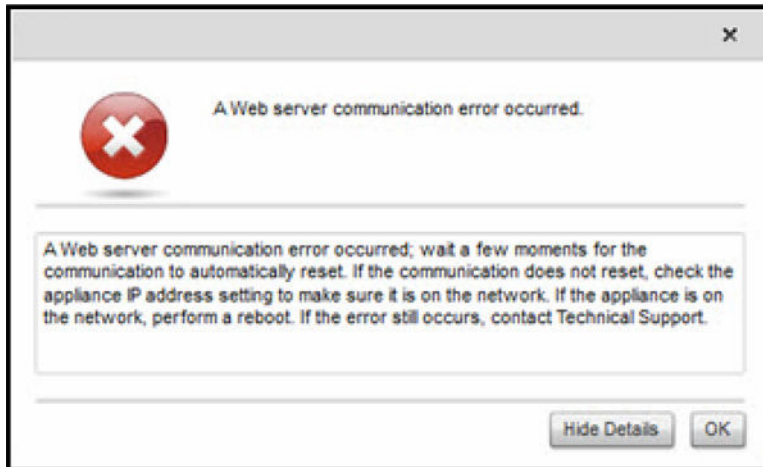 A Web server communication error occurred.
A Web server communication error occurred; wait a few moments for the
communication to automatically reset. If the communication does not reset, check the
appliance IP address setting to make sure it is on the network. If the appliance is on
the network, perform a reboot. If the error still occurs, contact Technical Support.
Hide Details
OK